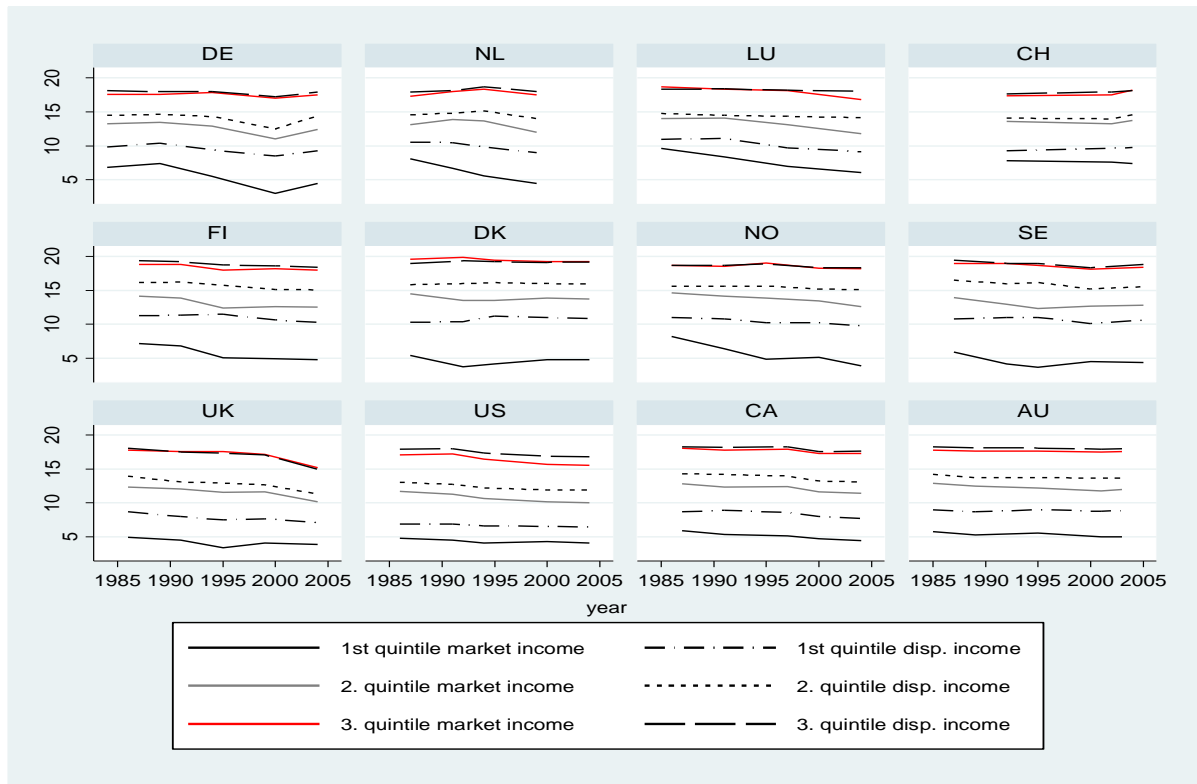 DE NL LU CH
20
15
10
5
FI DK NO SE
20
15
10
5
UK US CA AU
20
15
10
5
1985 1990 1995 2000 2005 1985 1990 1995 2000 2005 1985 1990 1995 2000 2005 1985 1990 1995 2000 2005
year
1st quintile market income 1st quintile disp. income
2. quintile market income 2. quintile disp. income
3. quintile market income 3. quintile disp. income